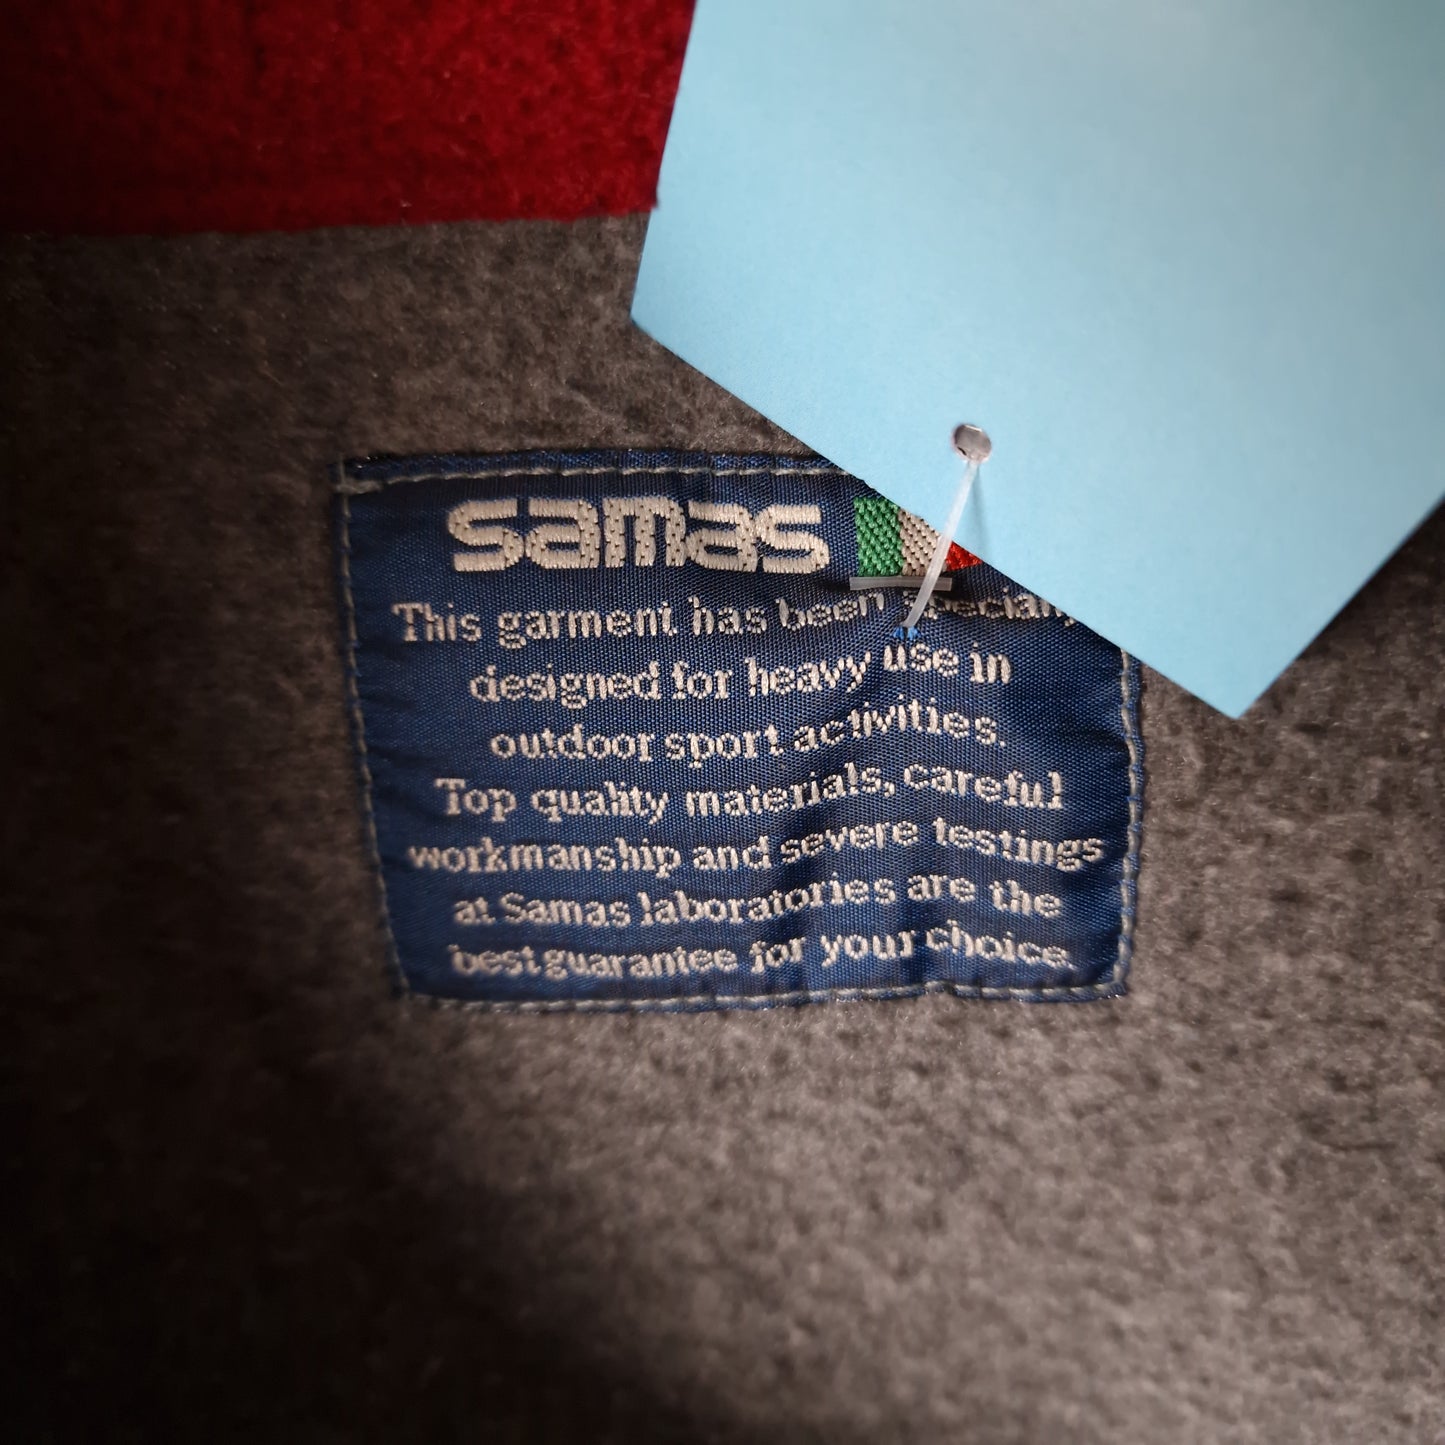 samas
This garment has been specially
designed for heavy use in
outdoor sport activities.
Top quality materials, careful
workmanship and severe testings
at Samas laboratories are the
best guarantee for your choice.